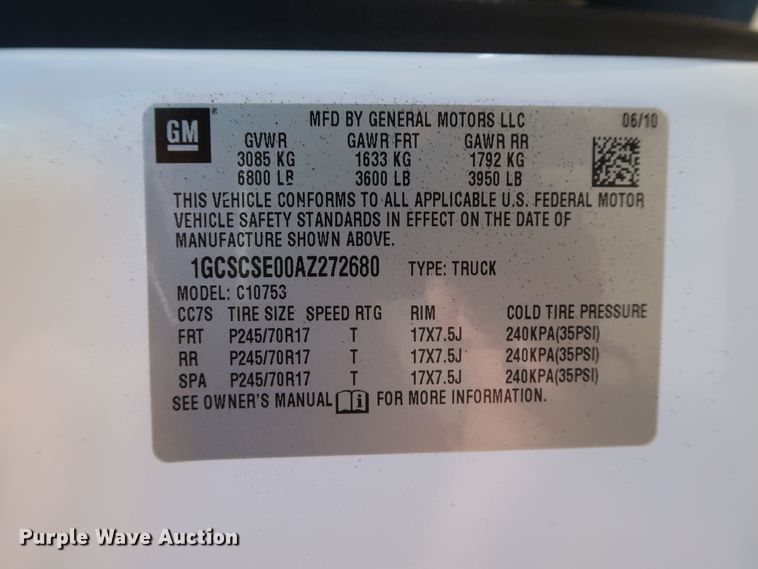 GM
MFD BY GENERAL MOTORS LLC 06/10
GVWR GAWR FRT GAWR RR
3085 KG 1633 KG 1792 KG
6800 LB 3600 LB 3950 LB
THIS VEHICLE CONFORMS TO ALL APPLICABLE U.S. FEDERAL MOTOR
VEHICLE SAFETY STANDARDS IN EFFECT ON THE DATE OF
MANUFACTURE SHOWN ABOVE.
1GCSCSE00AZ272680 TYPE: TRUCK
MODEL: C10753
CC7S TIRE SIZE SPEED RTG RIM COLD TIRE PRESSURE
FRT P245/70R17 T 17X7.5J 240KPA(35PSI)
RR P245/70R17 T 17X7.5J 240KPA(35PSI)
SPA P245/70R17 T 17X7.5J 240KPA(35PSI)
SEE OWNER'S MANUAL i FOR MORE INFORMATION.
Purple Wave Auction